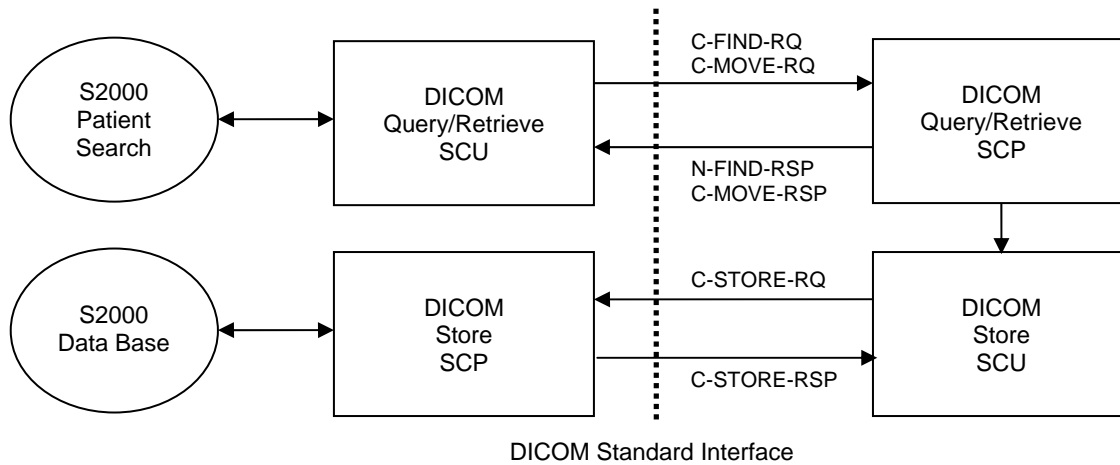 S2000
Patient
Search
DICOM
Query/Retrieve
SCU
C-FIND-RQ
C-MOVE-RQ
N-FIND-RSP
C-MOVE-RSP
DICOM
Query/Retrieve
SCP
S2000
Data Base
DICOM
Store
SCP
C-STORE-RQ
C-STORE-RSP
DICOM
Store
SCU
DICOM Standard Interface